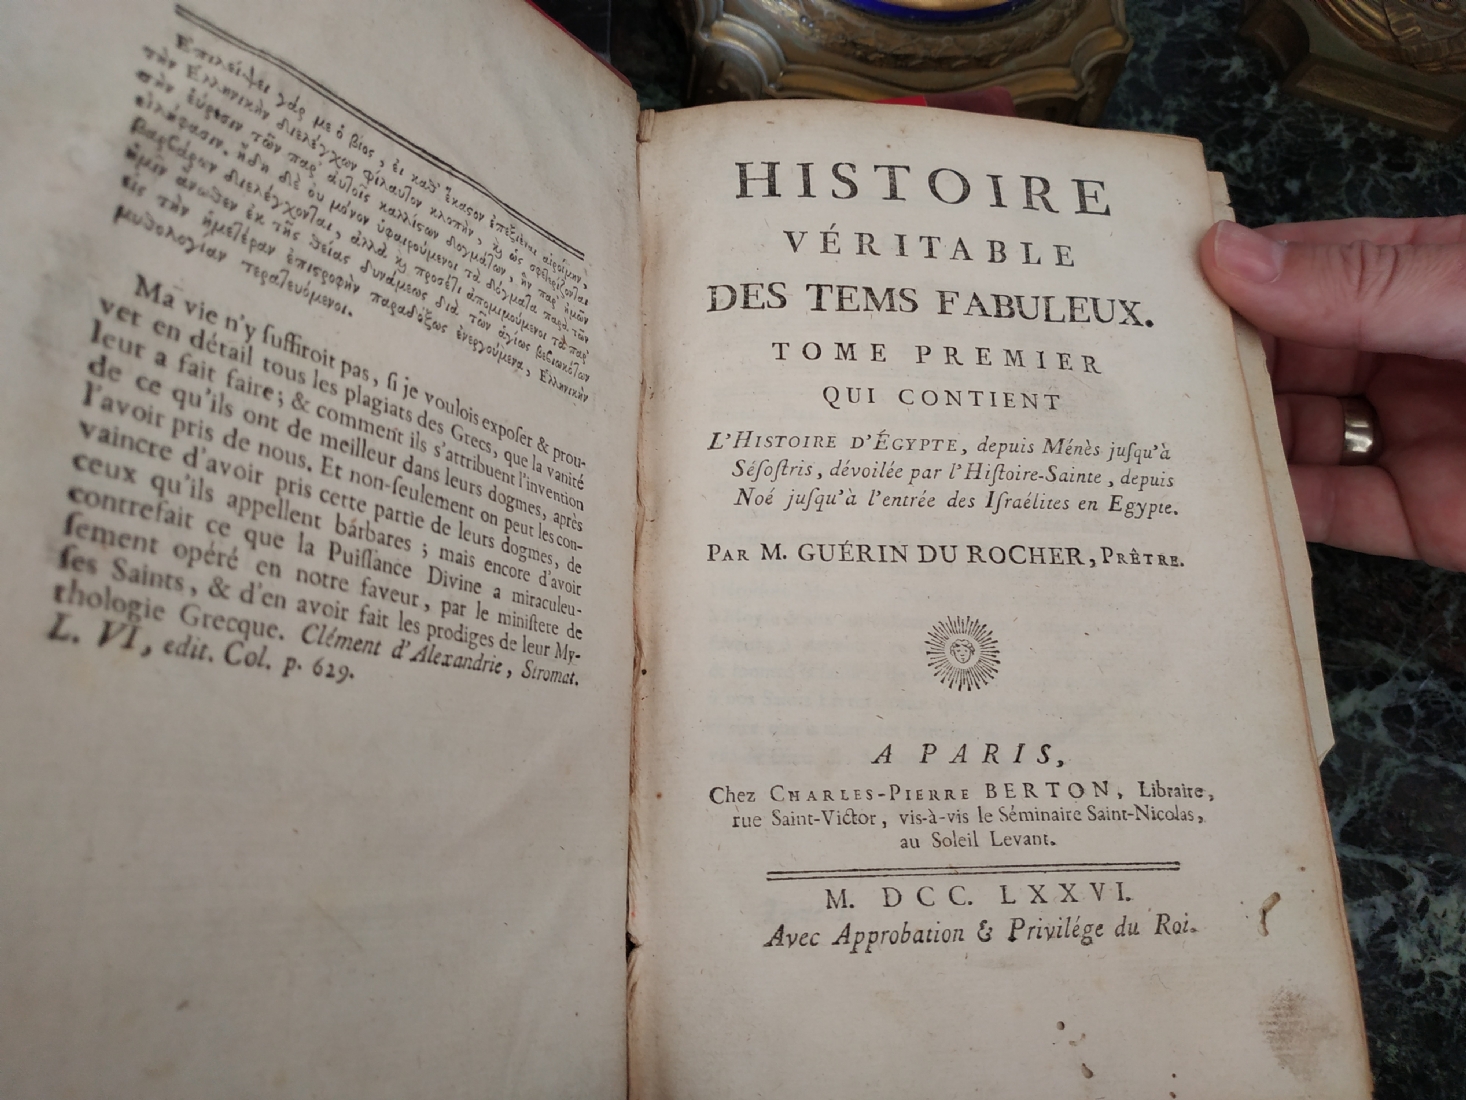 Επιλείψει γάρ με ὁ βίος, εἰ καθ' ἕκαστον ἐπεξιέναι αἱροίμην,
τὴν Ἑλληνικὴν διελέγχων φίλαυτον κλοπὴν, ϗ ὡς σφετερίζονται
τὴν εὕρεσιν τῶν παρ' αὐτοῖς καλλίστων δογμάτων, ἣν παρ' ἡμῶν
εἰλήφασιν. ἤδη δὲ οὐ μόνον ὑφαιρούμενοι τὰ δόγματα παρὰ τῶν
βαρβάρων διελέγχονται, ἀλλὰ ϗ προσέτι ἀπομιμούμενοι τὰ παρ'
ἡμῖν ἄνωθεν ἐκ τῆς θείας δυνάμεως διὰ τῶν ἁγίως βεβιωκότων
εἰς τὴν ἡμετέραν ἐπιστροφὴν παραδόξως ἐνεργούμενα, Ἑλληνικὴν
μυθολογίαν τερατευόμενοι.
Ma vie n'y ſuffiroit pas, ſi je voulois expoſer & prou-
ver en détail tous les plagiats des Grecs, que la vanité
leur a fait faire; & comment ils s'attribuent l'invention
de ce qu'ils ont de meilleur dans leurs dogmes, après
l'avoir pris de nous. Et non-ſeulement on peut les con-
vaincre d'avoir pris cette partie de leurs dogmes, de
ceux qu'ils appellent bárbares; mais encore d'avoir
contrefait ce que la Puiſſance Divine a miraculeu-
ſement opéré en notre faveur, par le miniſtere de
ſes Saints, & d'en avoir fait les prodiges de leur My-
thologie Grecque. Clément d'Alexandrie, Stromat.
L. VI, edit. Col. p. 629.
HISTOIRE
VÉRITABLE
DES TEMS FABULEUX.
TOME PREMIER
QUI CONTIENT
L'HISTOIRE D'ÉGYPTE, depuis Ménès juſqu'à
Séſoſtris, dévoilée par l'Hiſtoire-Sainte, depuis
Noé juſqu'à l'entrée des Iſraélites en Egypte.
PAR M. GUÉRIN DU ROCHER, PRÊTRE.
A PARIS,
Chez CHARLES-PIERRE BERTON, Libraire,
rue Saint-Victor, vis-à-vis le Séminaire Saint-Nicolas,
au Soleil Levant.
M. DCC. LXXVI.
Avec Approbation & Privilége du Roi.